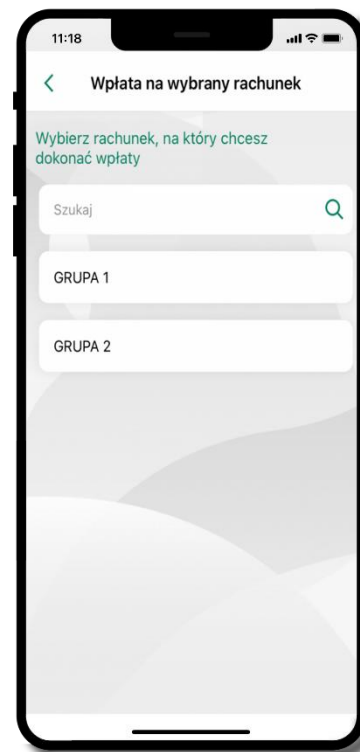 11:18
Wpłata na wybrany rachunek
Wybierz rachunek, na który chcesz
dokonać wpłaty
Szukaj
GRUPA 1
GRUPA 2